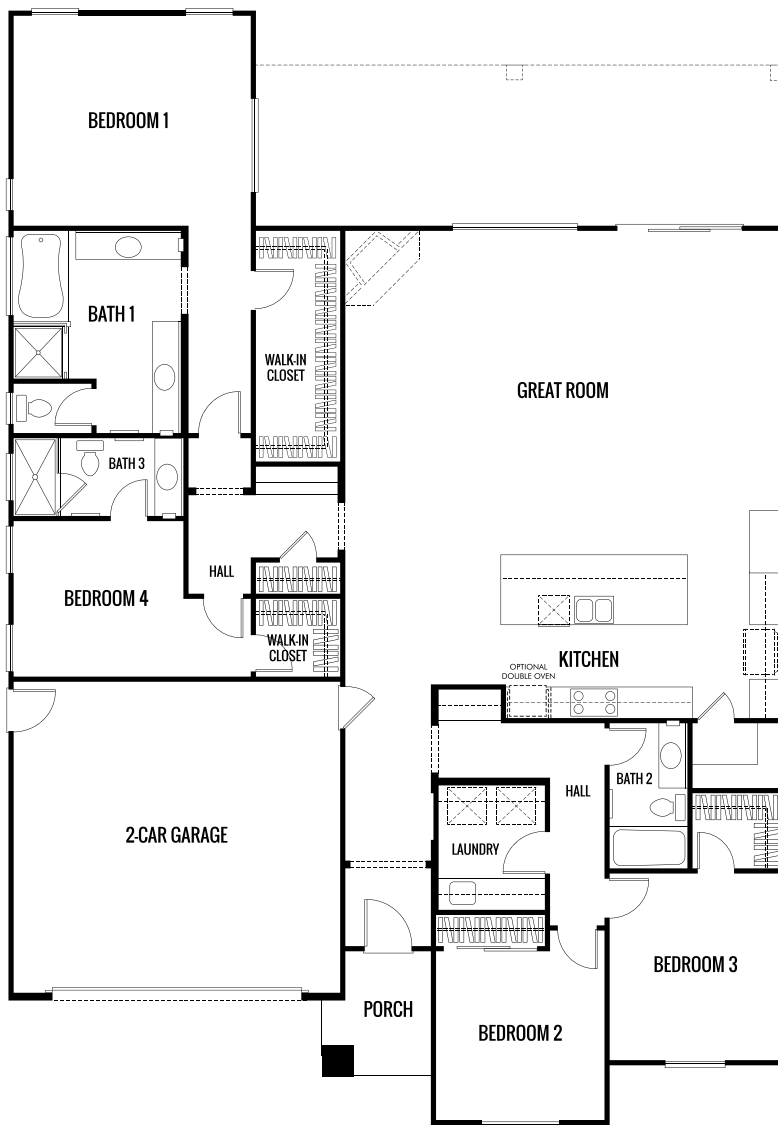 BEDROOM 1
BATH 1
WALK-IN
CLOSET
GREAT ROOM
BATH 3
HALL
BEDROOM 4
WALK-IN
CLOSET
KITCHEN
OPTIONAL
DOUBLE OVEN
BATH 2
HALL
2-CAR GARAGE
LAUNDRY
BEDROOM 3
PORCH
BEDROOM 2